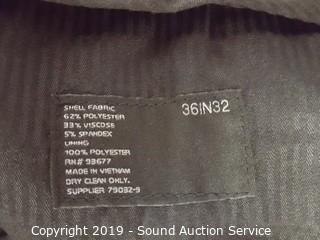 SHELL FABRIC
62% POLYESTER
33% VISCOSE
5% SPANDEX
LINING
100% POLYESTER
RN# 93677
MADE IN VIETNAM
DRY CLEAN ONLY.
SUPPLIER 79032-9
36IN32
Copyright 2019 - Sound Auction Service